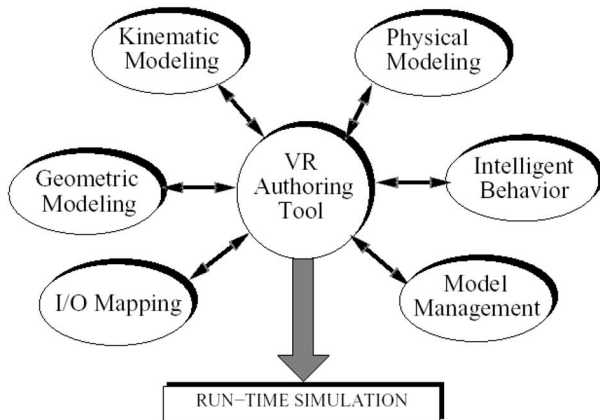 Kinematic
Modeling
Physical
Modeling
VR
Authoring
Tool
Geometric
Modeling
Intelligent
Behavior
I/O Mapping
Model
Management
RUN−TIME SIMULATION